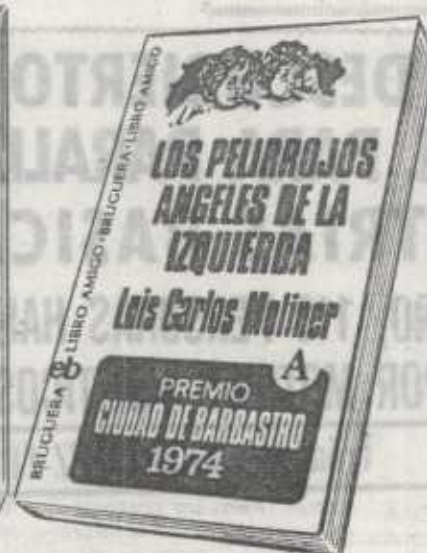 BRUGUERA LIBRO AMIGO · BRUGUERA · LIBRO AMIGO
LOS PELIRROJOS
ANGELES DE LA
IZQUIERDA
Luis Carlos Moliner
A
PREMIO
CIUDAD DE BARBASTRO
1974